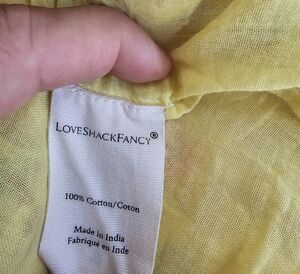 LoveShackFancy®
100% Cotton/Coton
Made in India
Fabriqué en Inde